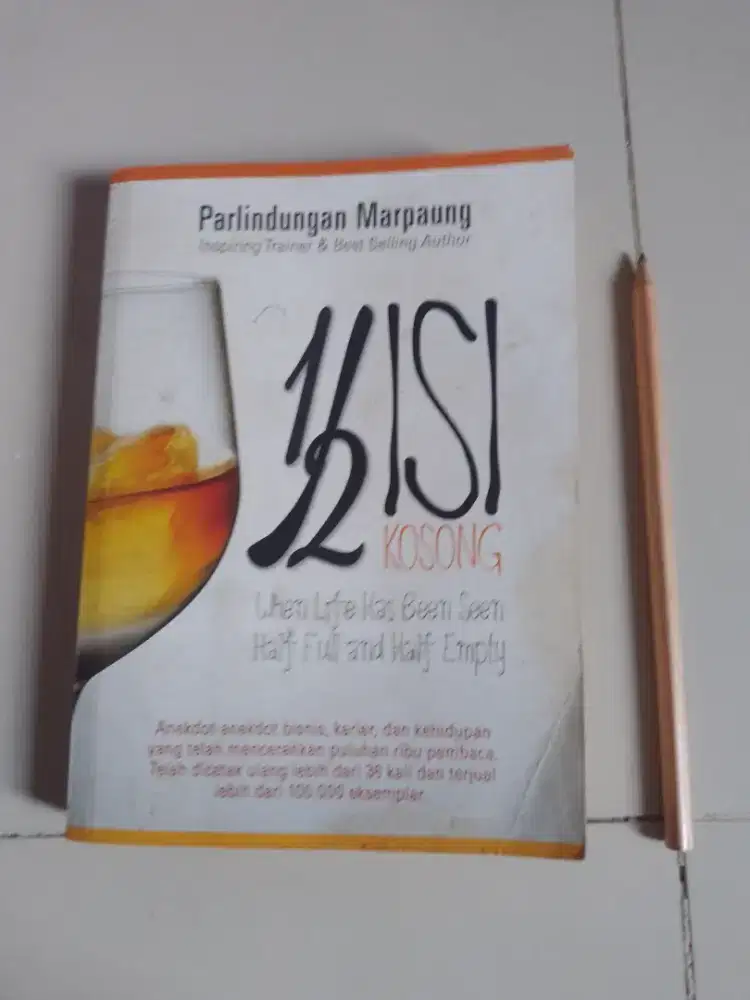 Parlindungan Marpaung
Inspiring Trainer & Best Selling Author
1/2 ISI
KOSONG
When Life Has Been Seen
Half Full and Half Empty
Anekdot-anekdot bisnis, karier, dan kehidupan
yang telah mencerahkan puluhan ribu pembaca.
Telah dicetak ulang lebih dari 36 kali dan terjual
lebih dari 100.000 eksemplar